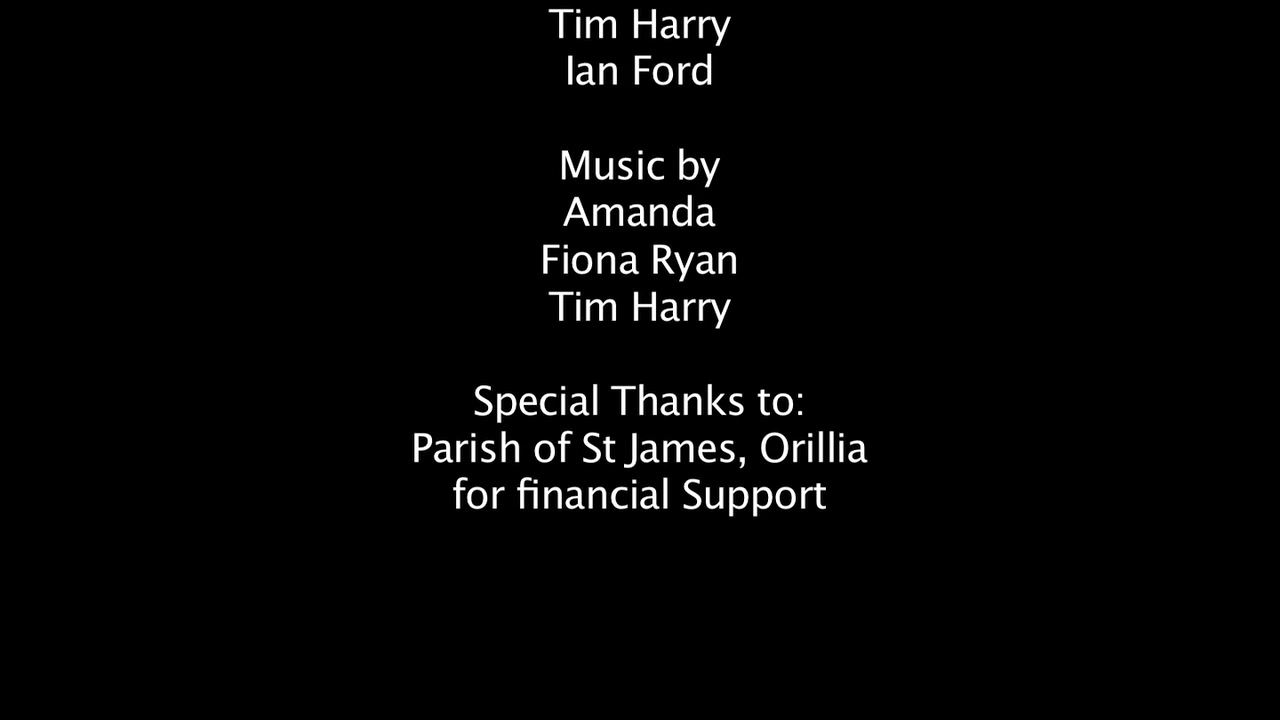 Tim Harry
Ian Ford
Music by
Amanda
Fiona Ryan
Tim Harry
Special Thanks to:
Parish of St James, Orillia
for financial Support